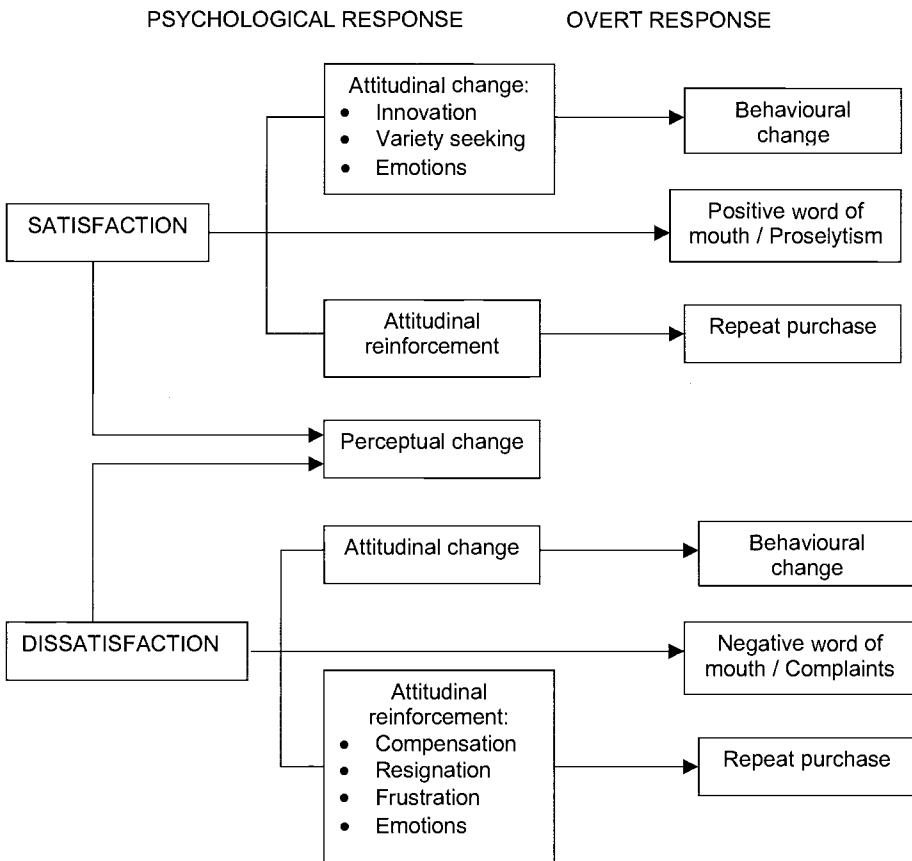 PSYCHOLOGICAL RESPONSE
OVERT RESPONSE
Attitudinal change:
• Innovation
• Variety seeking
• Emotions
Behavioural
change
SATISFACTION
Positive word of
mouth / Proselytism
Attitudinal
reinforcement
Repeat purchase
Perceptual change
Attitudinal change
Behavioural
change
DISSATISFACTION
Negative word of
mouth / Complaints
Attitudinal
reinforcement:
• Compensation
• Resignation
• Frustration
• Emotions
Repeat purchase